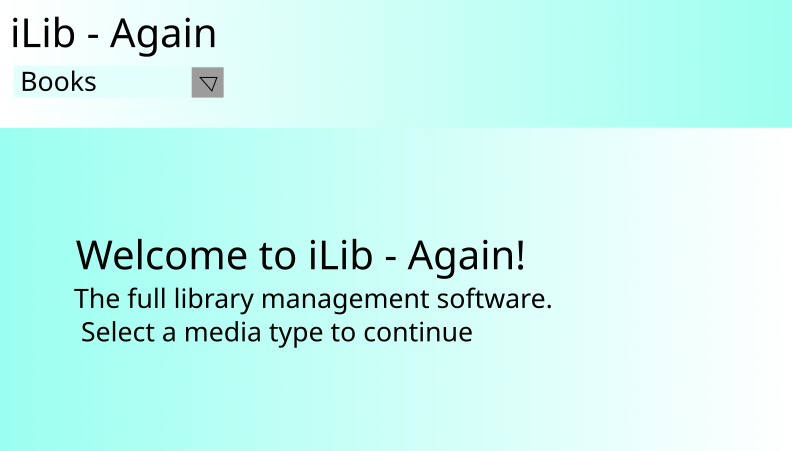 iLib - Again
Books
Welcome to iLib - Again!
The full library management software.
Select a media type to continue